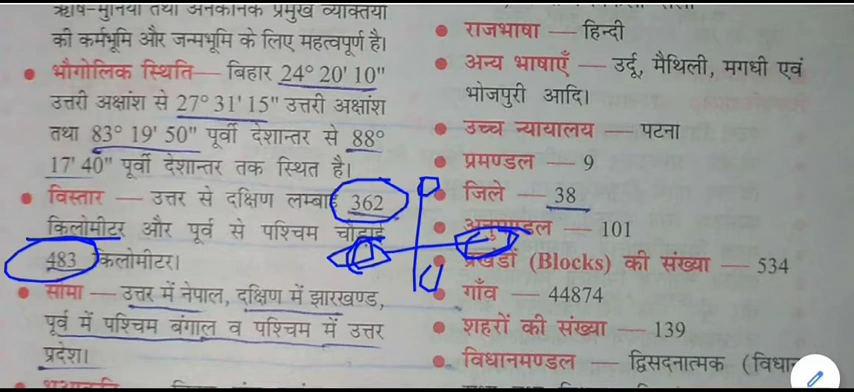 ऋषि-मुनियों तथा अनेकानेक प्रमुख व्यक्तियों
की कर्मभूमि और जन्मभूमि के लिए महत्वपूर्ण है।
● भौगोलिक स्थिति— बिहार 24° 20' 10"
उत्तरी अक्षांश से 27° 31' 15" उत्तरी अक्षांश
तथा 83° 19' 50" पूर्वी देशान्तर से 88°
17' 40" पूर्वी देशान्तर तक स्थित है।
● विस्तार — उत्तर से दक्षिण लम्बाई 362
किलोमीटर और पूर्व से पश्चिम चौड़ाई
483 किलोमीटर।
● सीमा — उत्तर में नेपाल, दक्षिण में झारखण्ड,
पूर्व में पश्चिम बंगाल व पश्चिम में उत्तर
प्रदेश।
● राजभाषा — हिन्दी
● अन्य भाषाएँ — उर्दू, मैथिली, मगधी एवं
भोजपुरी आदि।
● उच्च न्यायालय — पटना
● प्रमण्डल — 9
● जिले — 38
● अनुमण्डल — 101
● प्रखंडों (Blocks) की संख्या — 534
● गाँव — 44874
● शहरों की संख्या — 139
● विधानमण्डल — द्विसदनात्मक (विधान